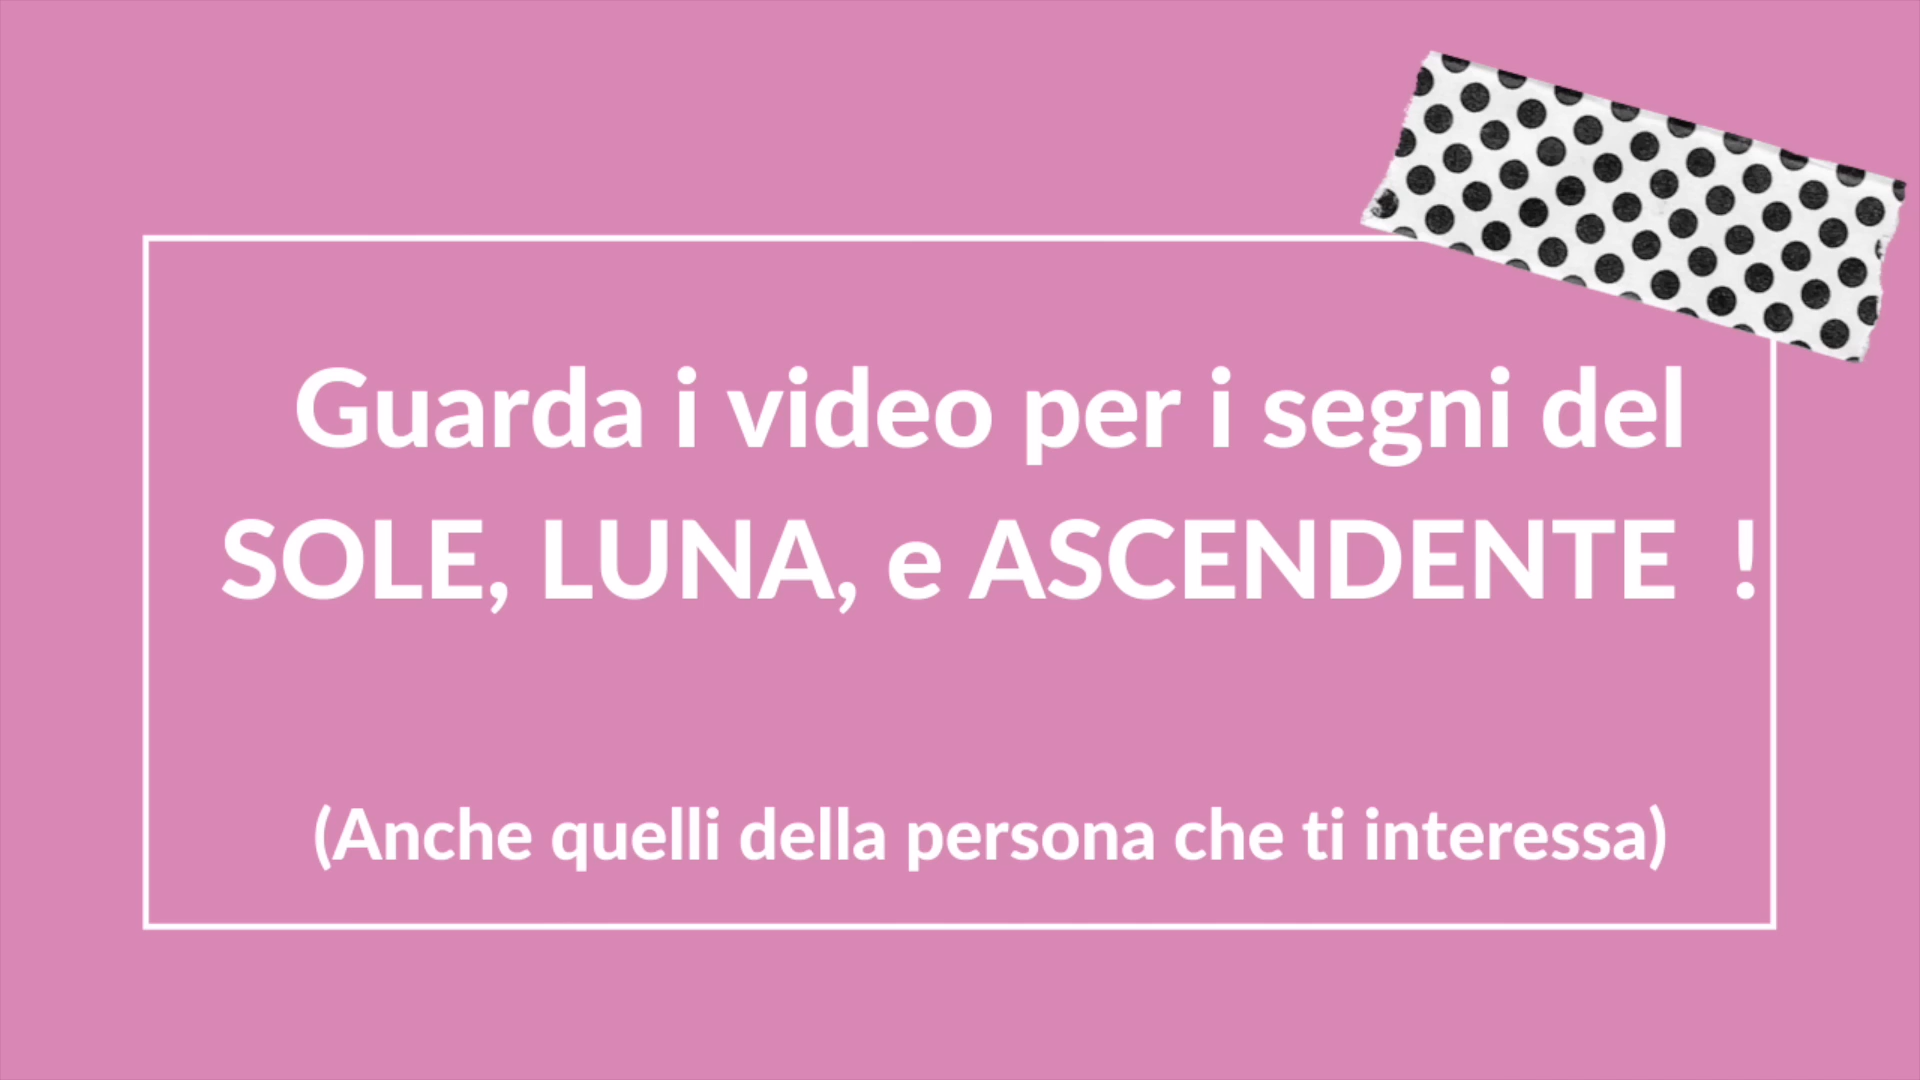 Guarda i video per i segni del
SOLE, LUNA, e ASCENDENTE !
(Anche quelli della persona che ti interessa)